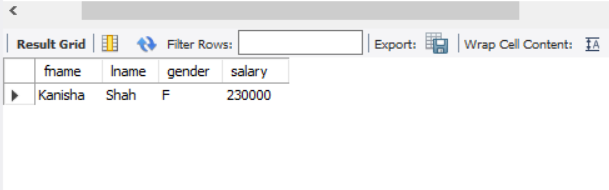 Result Grid Filter Rows: Export: Wrap Cell Content:
fname lname gender salary
Kanisha Shah F 230000